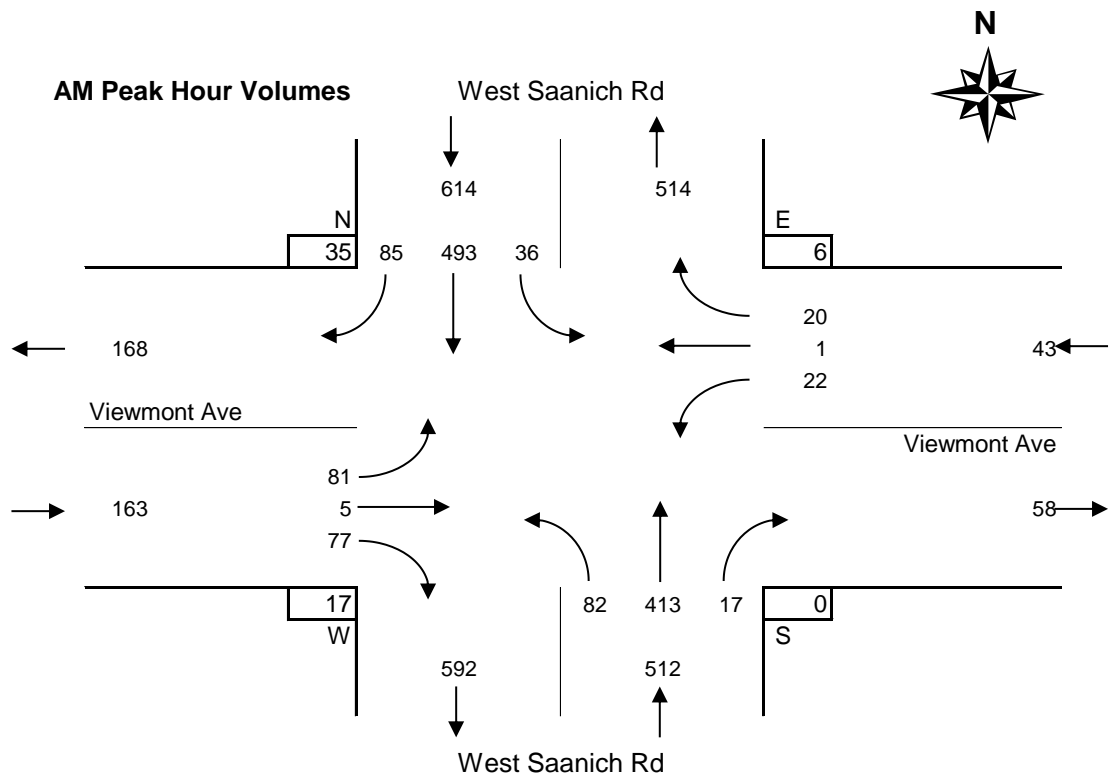 N
AM Peak Hour Volumes West Saanich Rd
614 514
N E
35 85 493 36 6
20
168 1 43
22
Viewmont Ave
Viewmont Ave
81
163 5 58
77
17 82 413 17 0
W S
592 512
West Saanich Rd